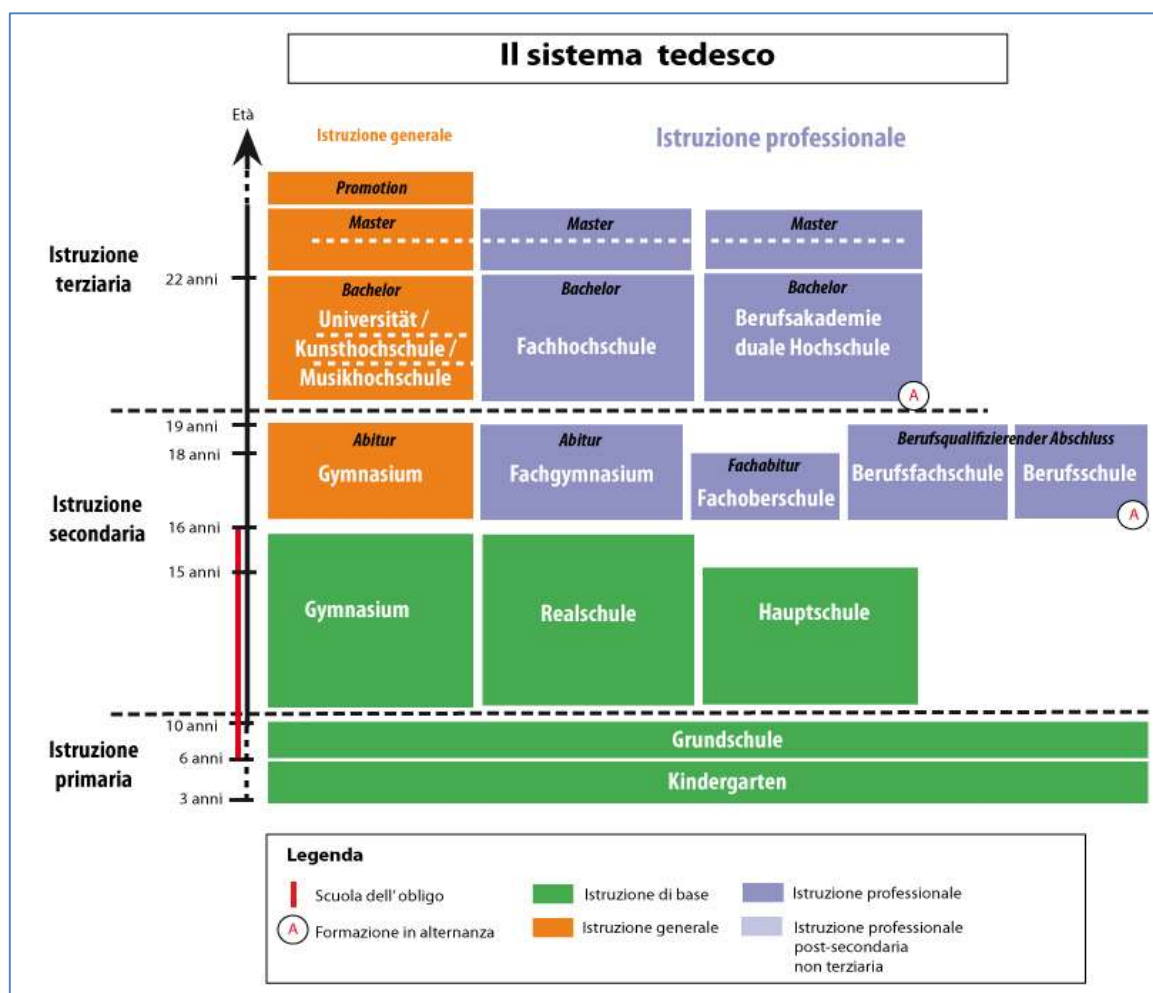 Il sistema tedesco
Età
Istruzione generale
Istruzione professionale
Promotion
Master
Master
Master
Istruzione
terziaria
22 anni
Bachelor
Universität /
Kunsthochschule /
Musikhochschule
Bachelor
Fachhochschule
Bachelor
Berufsakademie
duale Hochschule
A
19 anni
18 anni
Abitur
Gymnasium
Abitur
Fachgymnasium
Fachabitur
Fachoberschule
Berufsqualifizierender Abschluss
Berufsfachschule
Berufsschule
A
Istruzione
secondaria
16 anni
15 anni
Gymnasium
Realschule
Hauptschule
10 anni
Istruzione
primaria
6 anni
3 anni
Grundschule
Kindergarten
Legenda
Scuola dell' obligo
Istruzione di base
Istruzione professionale
A Formazione in alternanza
Istruzione generale
Istruzione professionale
post-secondaria
non terziaria